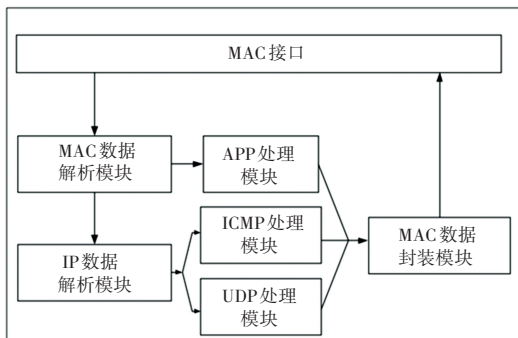 MAC接口
MAC数据
解析模块
APP处理
模块
ICMP处理
模块
IP数据
解析模块
UDP处理
模块
MAC数据
封装模块